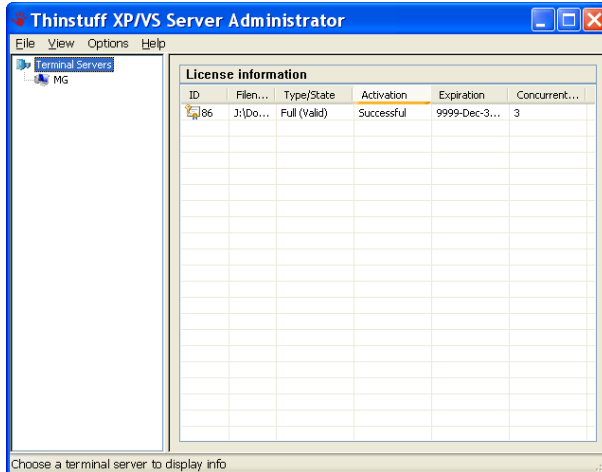 Thinstuff XP/VS Server Administrator
File View Options Help
Terminal Servers
MG
License information
ID Filen... Type/State Activation Expiration Concurrent...
86 J:\Do... Full (Valid) Successful 9999-Dec-3... 3
Choose a terminal server to display info